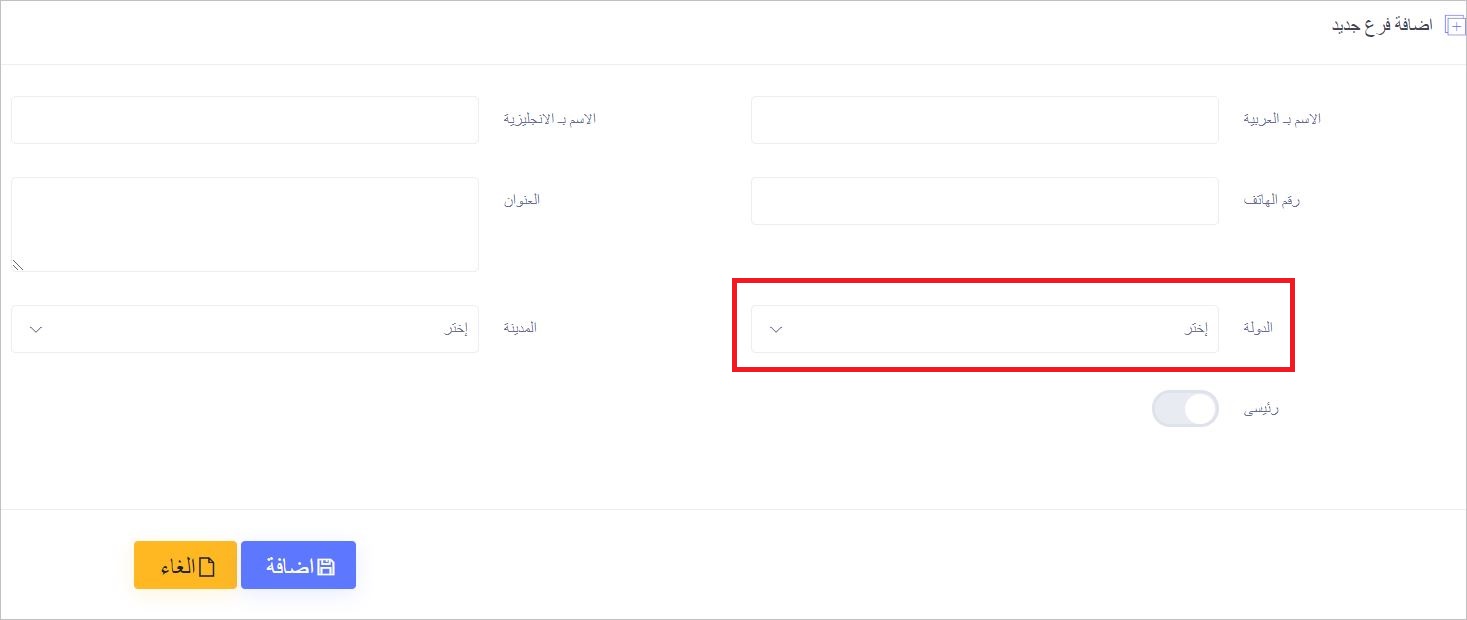 اضافة فرع جديد
الاسم بـ العربية
الاسم بـ الانجليزية
رقم الهاتف
العنوان
الدولة
إختر
المدينة
إختر
رئيسى
اضافة
الغاء